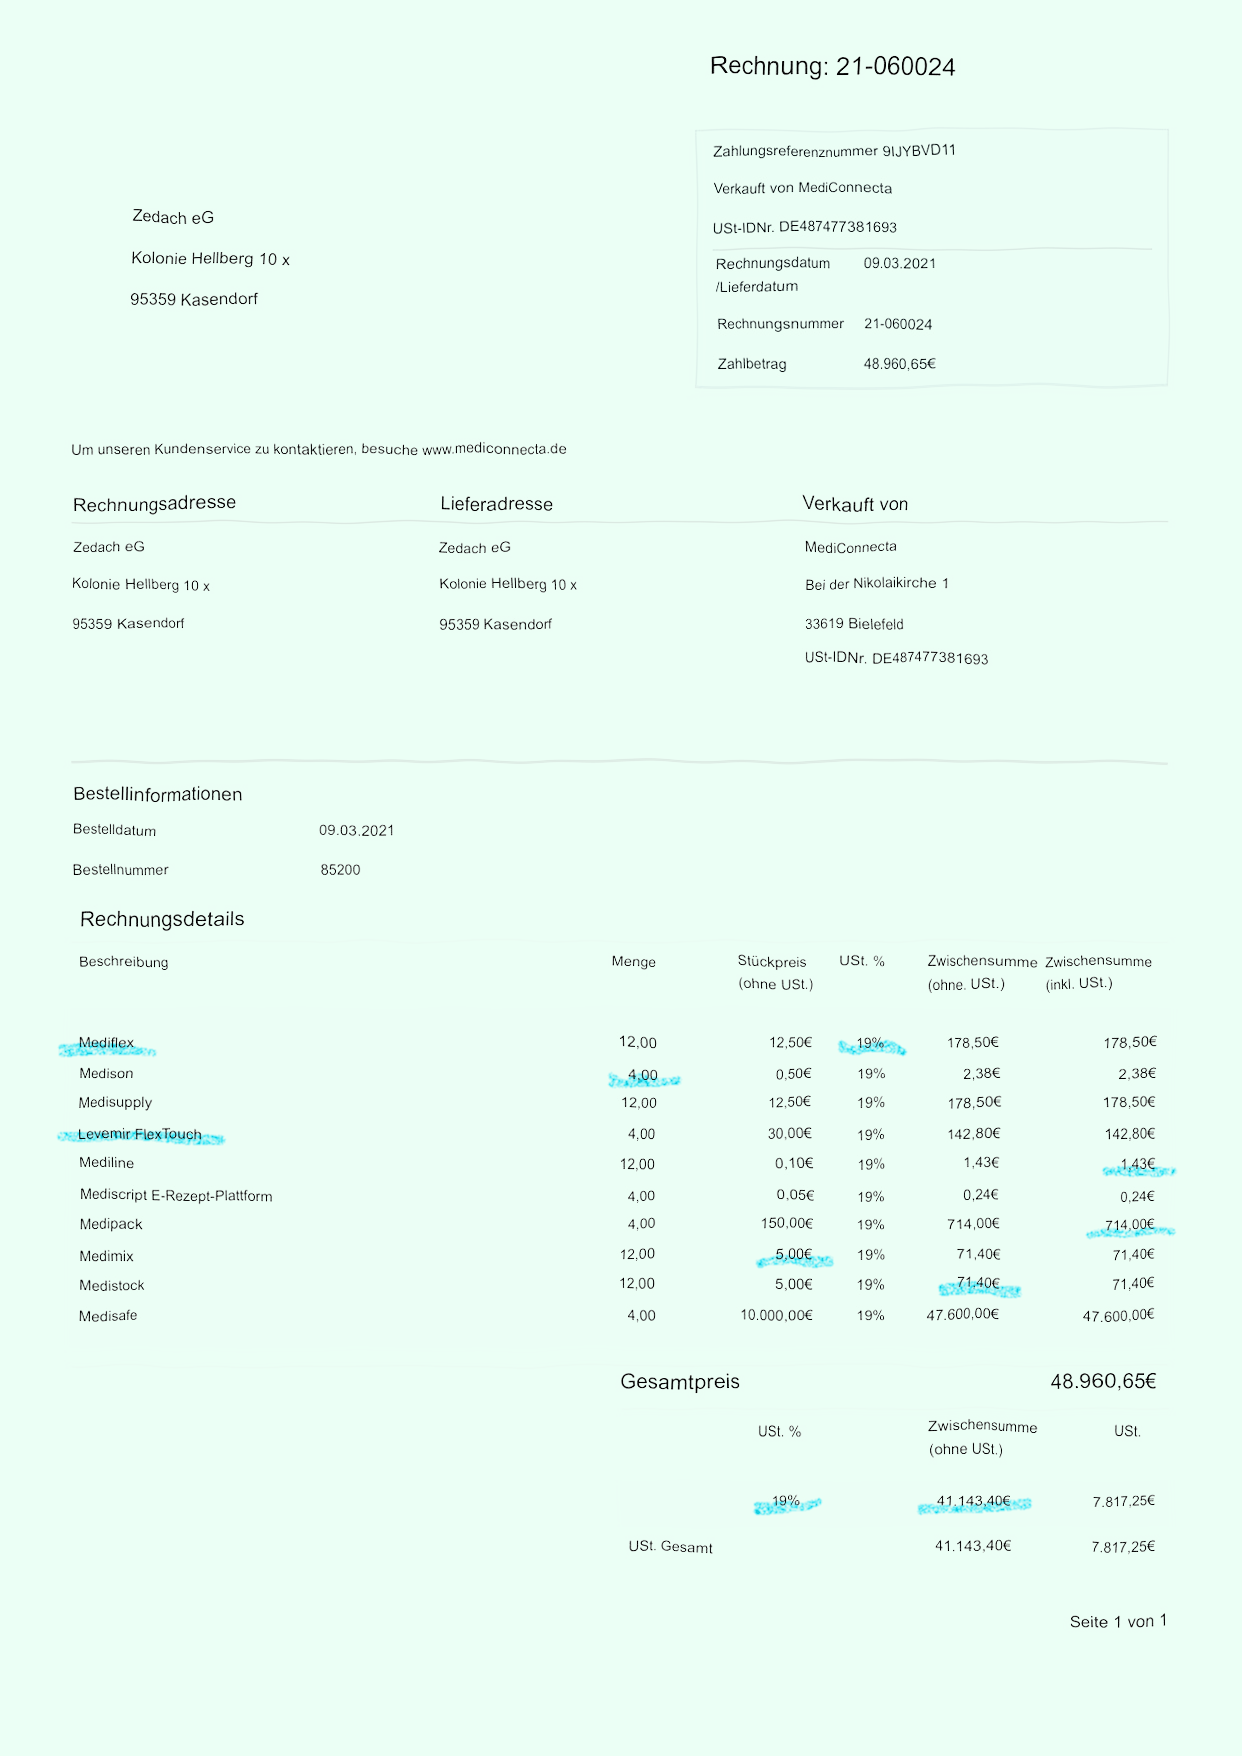 Rechnung: 21-060024
Zahlungsreferenznummer 9IJYBVD11
Verkauft von MediConnecta
USt-IDNr. DE487477381693
Rechnungsdatum 09.03.2021
/Lieferdatum
Rechnungsnummer 21-060024
Zahlbetrag 48.960,65€
Zedach eG
Kolonie Hellberg 10 x
95359 Kasendorf
Um unseren Kundenservice zu kontaktieren, besuche www.mediconnecta.de
Rechnungsadresse Lieferadresse Verkauft von
Zedach eG Zedach eG MediConnecta
Kolonie Hellberg 10 x Kolonie Hellberg 10 x Bei der Nikolaikirche 1
95359 Kasendorf 95359 Kasendorf 33619 Bielefeld
USt-IDNr. DE487477381693
Bestellinformationen
Bestelldatum 09.03.2021
Bestellnummer 85200
Rechnungsdetails
Beschreibung Menge Stückpreis USt. % Zwischensumme Zwischensumme
(ohne USt.) (ohne. USt.) (inkl. USt.)
Mediflex 12,00 12,50€ 19% 178,50€ 178,50€
Medison 4,00 0,50€ 19% 2,38€ 2,38€
Medisupply 12,00 12,50€ 19% 178,50€ 178,50€
Levemir FlexTouch 4,00 30,00€ 19% 142,80€ 142,80€
Mediline 12,00 0,10€ 19% 1,43€ 1,43€
Mediscript E-Rezept-Plattform 4,00 0,05€ 19% 0,24€ 0,24€
Medipack 4,00 150,00€ 19% 714,00€ 714,00€
Medimix 12,00 5,00€ 19% 71,40€ 71,40€
Medistock 12,00 5,00€ 19% 71,40€ 71,40€
Medisafe 4,00 10.000,00€ 19% 47.600,00€ 47.600,00€
Gesamtpreis 48.960,65€
USt. % Zwischensumme USt.
(ohne USt.)
19% 41.143,40€ 7.817,25€
USt. Gesamt 41.143,40€ 7.817,25€
Seite 1 von 1